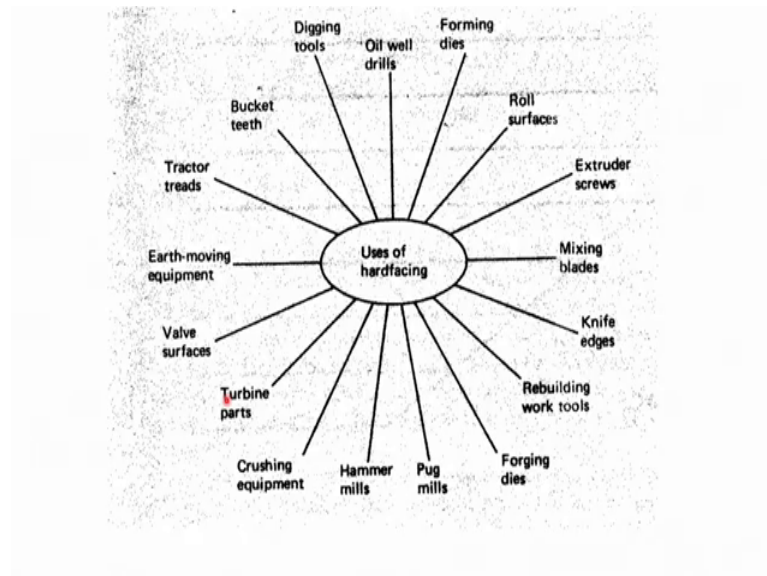 Digging
tools
Oil well
drills
Forming
dies
Roll
surfaces
Extruder
screws
Mixing
blades
Knife
edges
Rebuilding
work tools
Forging
dies
Pug
mills
Hammer
mills
Crushing
equipment
Turbine
parts
Valve
surfaces
Earth-moving
equipment
Tractor
treads
Bucket
teeth
Uses of
hardfacing